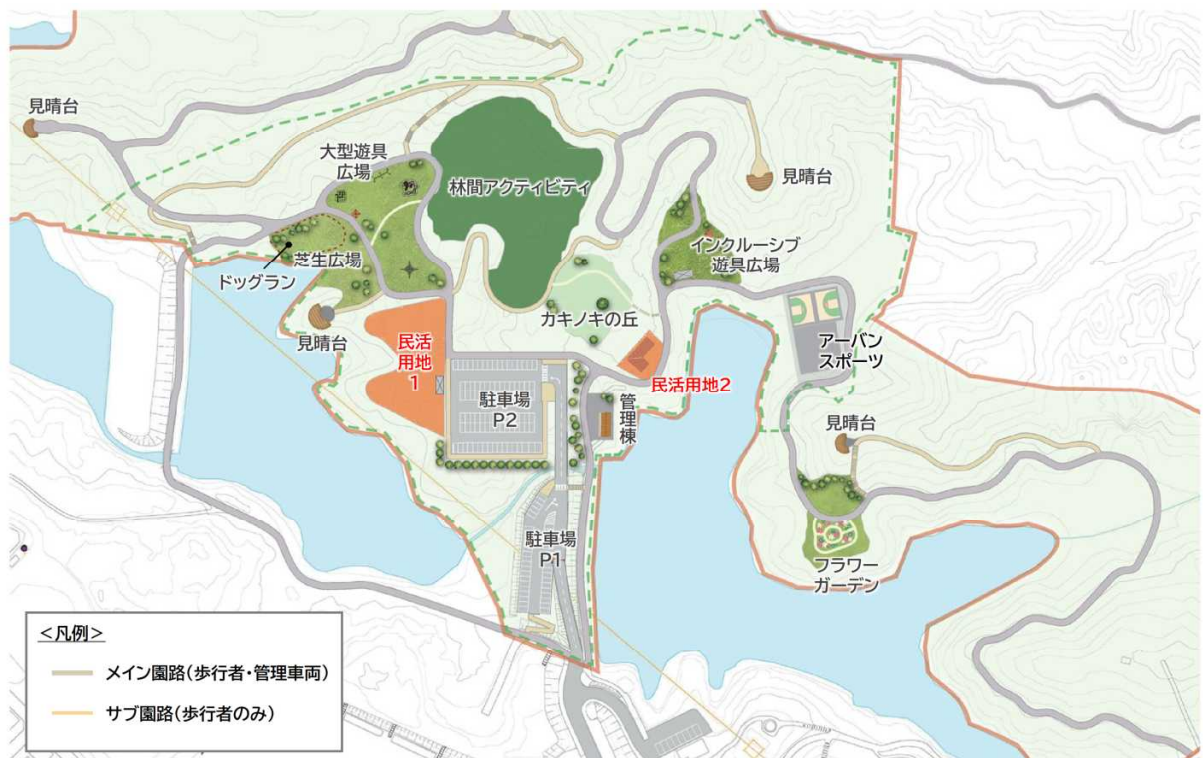 見晴台
大型遊具
広場
林間アクティビティ
見晴台
インクルーシブ
遊具広場
芝生広場
ドッグラン
カキノキの丘
見晴台
民活
用地
1
アーバン
スポーツ
民活用地2
駐車場
P2
管理棟
見晴台
駐車場
P1
フラワー
ガーデン
<凡例>
メイン園路(歩行者・管理車両)
サブ園路(歩行者のみ)